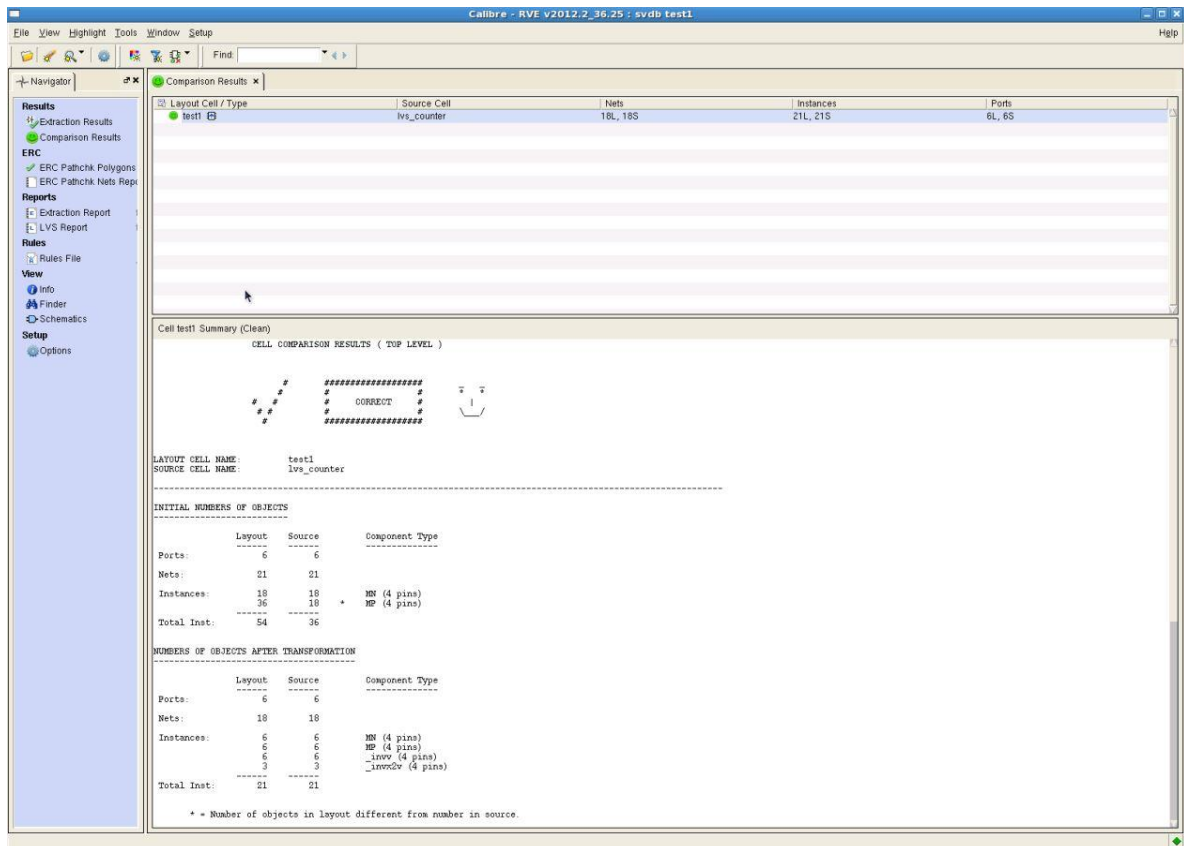 Calibre - RVE v2012.2_36.25 : svdb test1
File View Highlight Tools Window Setup Help
Find:
Navigator
Comparison Results
Results
Extraction Results
Comparison Results
ERC
ERC Pathchk Polygons
ERC Pathchk Nets Repo
Reports
Extraction Report
LVS Report
Rules
Rules File
View
Info
Finder
Schematics
Setup
Options
Layout Cell / Type Source Cell Nets Instances Ports
test1 lvs_counter 18L, 18S 21L, 21S 6L, 6S
Cell test1 Summary (Clean)
CELL COMPARISON RESULTS ( TOP LEVEL )
# ################### _ _
# # # * *
# # # CORRECT # |
# # # # \___/
# ###################
LAYOUT CELL NAME: test1
SOURCE CELL NAME: lvs_counter
INITIAL NUMBERS OF OBJECTS
Layout Source Component Type
Ports: 6 6
Nets: 21 21
Instances: 18 18 MN (4 pins)
36 18 * MP (4 pins)
Total Inst: 54 36
NUMBERS OF OBJECTS AFTER TRANSFORMATION
Layout Source Component Type
Ports: 6 6
Nets: 18 18
Instances: 6 6 MN (4 pins)
6 6 MP (4 pins)
6 6 _invv (4 pins)
3 3 _invx2v (4 pins)
Total Inst: 21 21
* = Number of objects in layout different from number in source.